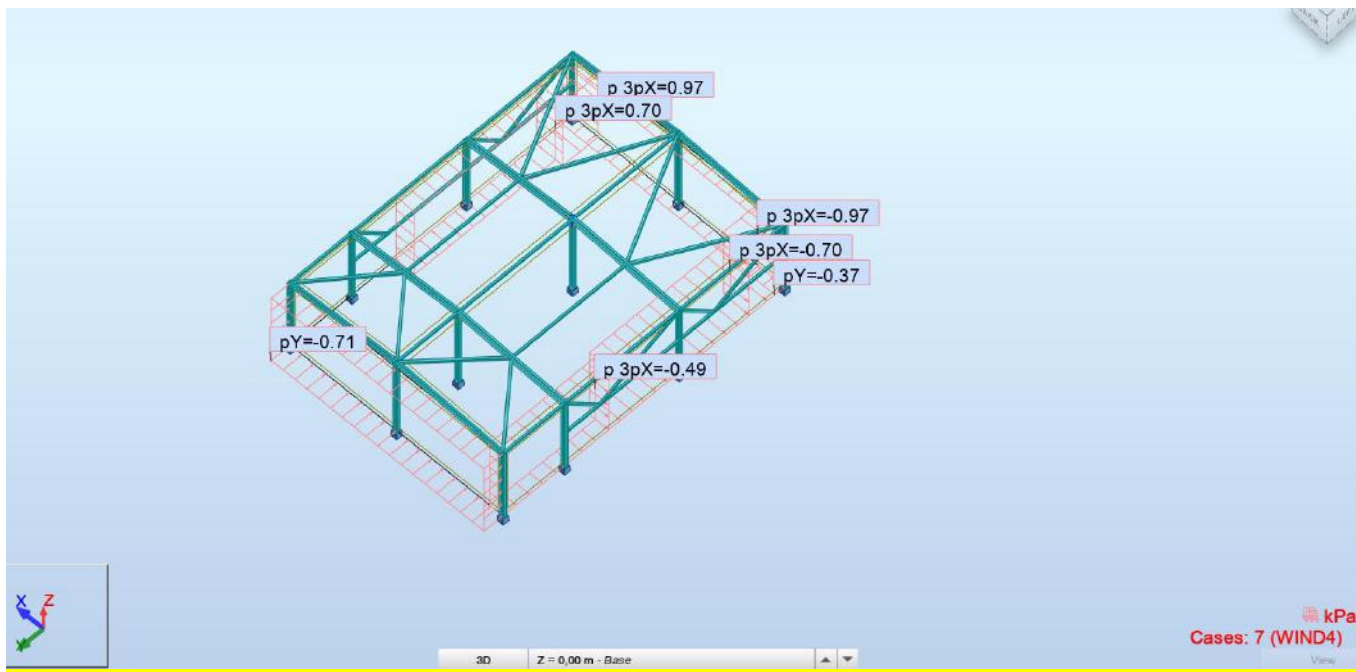 p 3pX=0.97
p 3pX=0.70
p 3pX=-0.97
p 3pX=-0.70
pY=-0.37
pY=-0.71
p 3pX=-0.49
X
Z
Y
kPa
Cases: 7 (WIND4)
3D
Z = 0,00 m - Base
View